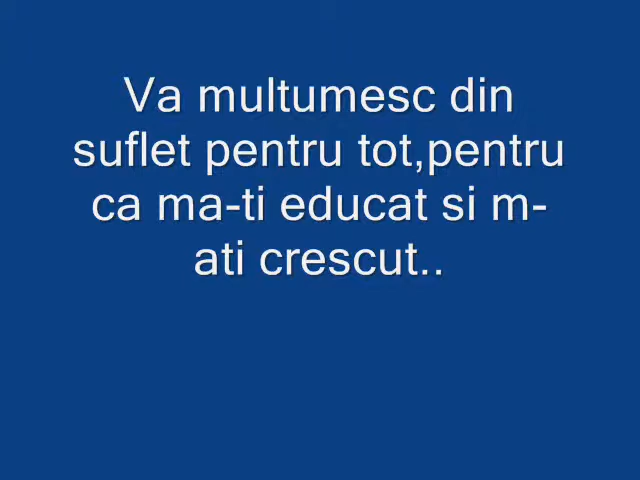 Va multumesc din
suflet pentru tot,pentru
ca ma-ti educat si m-
ati crescut..